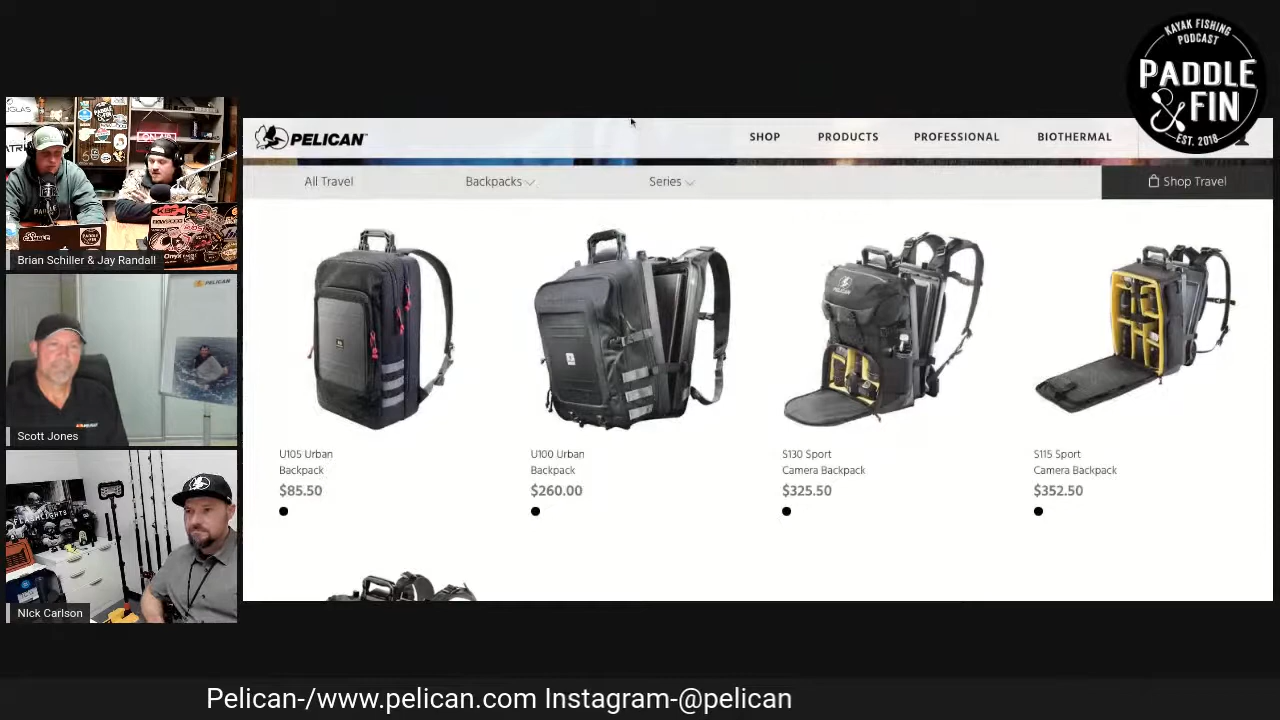 KAYAK FISHING
PODCAST
PADDLE
& FIN
EST. 2018
PELICAN™
SHOP
PRODUCTS
PROFESSIONAL
BIOTHERMAL
All Travel
Backpacks
Series
Shop Travel
Brian Schiller & Jay Randall
PELICAN
Scott Jones
NIck Carlson
U105 Urban
Backpack
$85.50
U100 Urban
Backpack
$260.00
S130 Sport
Camera Backpack
$325.50
S115 Sport
Camera Backpack
$352.50
Pelican-/www.pelican.com Instagram-@pelican